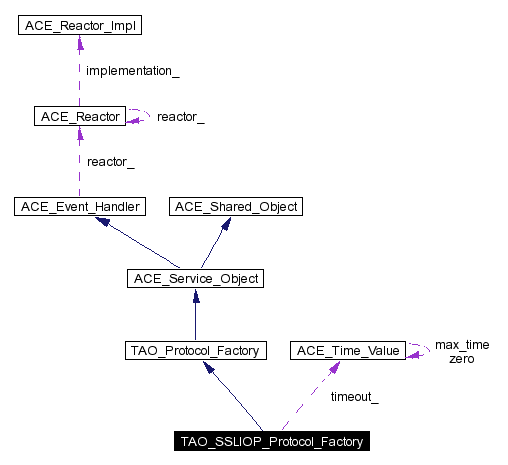 ACE_Reactor_Impl
implementation_
ACE_Reactor
reactor_
reactor_
ACE_Event_Handler
ACE_Shared_Object
ACE_Service_Object
TAO_Protocol_Factory
ACE_Time_Value
max_time
zero
timeout_
TAO_SSLIOP_Protocol_Factory